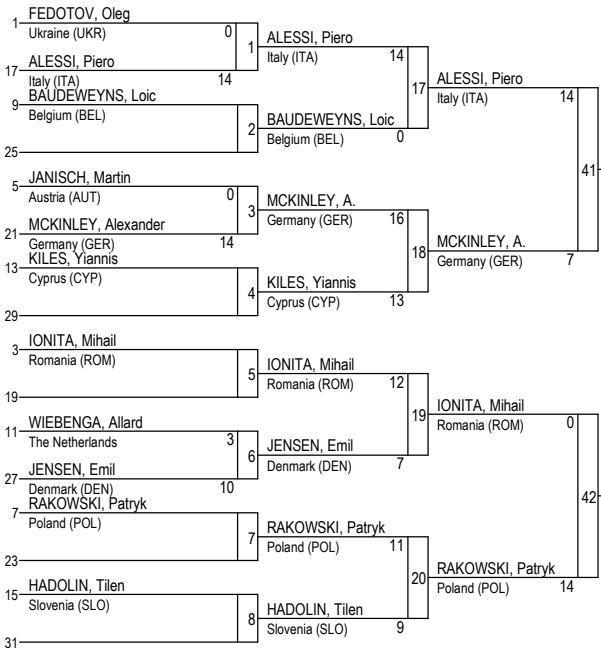 1 FEDOTOV, Oleg
Ukraine (UKR) 0
1
17 ALESSI, Piero
Italy (ITA) 14
9 BAUDEWEYNS, Loic
Belgium (BEL)
2
25
5 JANISCH, Martin
Austria (AUT) 0
3
21 MCKINLEY, Alexander
Germany (GER) 14
13 KILES, Yiannis
Cyprus (CYP)
4
29
3 IONITA, Mihail
Romania (ROM)
5
19
11 WIEBENGA, Allard
The Netherlands 3
6
27 JENSEN, Emil
Denmark (DEN) 10
7 RAKOWSKI, Patryk
Poland (POL)
7
23
15 HADOLIN, Tilen
Slovenia (SLO)
8
31
ALESSI, Piero
Italy (ITA) 14
17
BAUDEWEYNS, Loic
Belgium (BEL) 0
MCKINLEY, A.
Germany (GER) 16
18
KILES, Yiannis
Cyprus (CYP) 13
IONITA, Mihail
Romania (ROM) 12
19
JENSEN, Emil
Denmark (DEN) 7
RAKOWSKI, Patryk
Poland (POL) 11
20
HADOLIN, Tilen
Slovenia (SLO) 9
ALESSI, Piero
Italy (ITA) 14
41
MCKINLEY, A.
Germany (GER) 7
IONITA, Mihail
Romania (ROM) 0
42
RAKOWSKI, Patryk
Poland (POL) 14